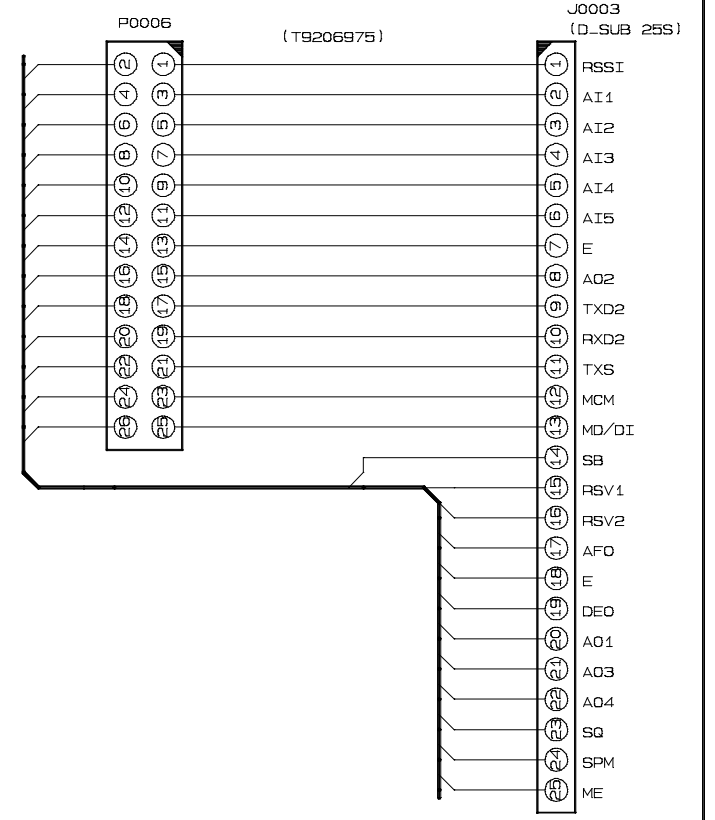 P0006
(T9206975)
J0003
(D_SUB 25S)
2 1 1 RSSI
4 3 2 AI1
6 5 3 AI2
8 7 4 AI3
10 9 5 AI4
12 11 6 AI5
14 13 7 E
16 15 8 AO2
18 17 9 TXD2
20 19 10 RXD2
22 21 11 TXS
24 23 12 MCM
26 25 13 MD/DI
14 SB
15 RSV1
16 RSV2
17 AFO
18 E
19 DEO
20 AO1
21 AO3
22 AO4
23 SQ
24 SPM
25 ME